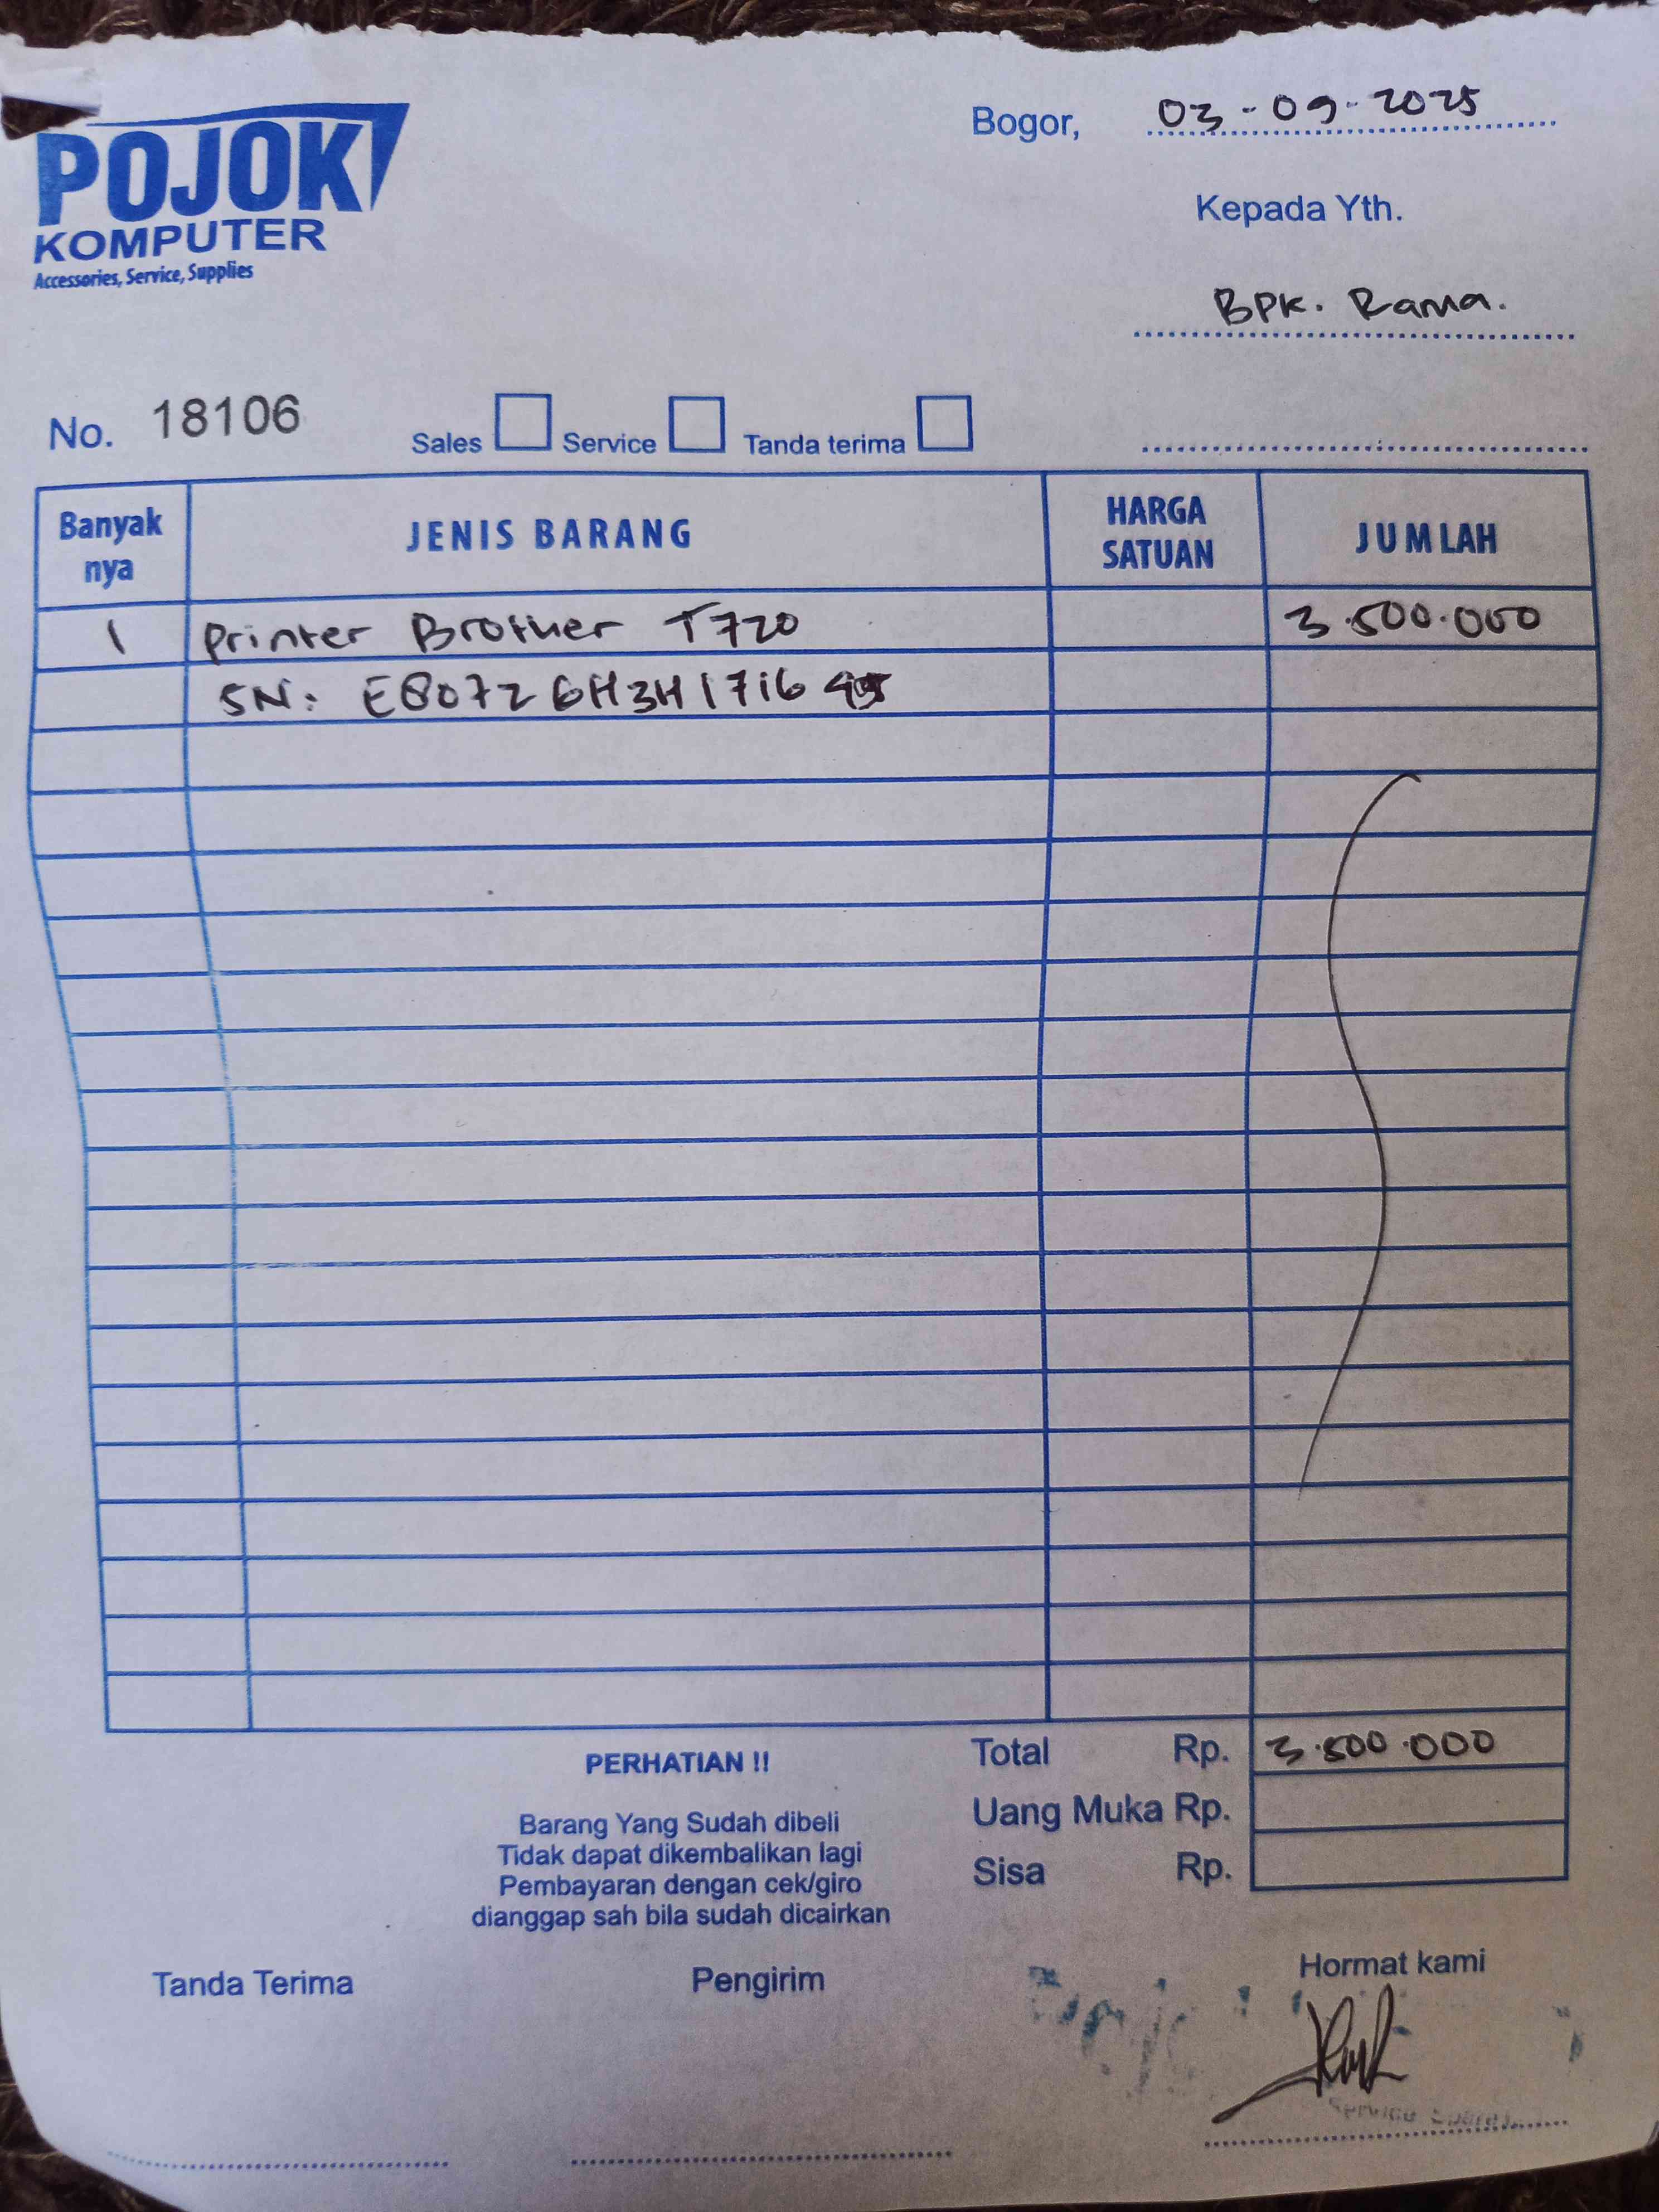 POJOK
KOMPUTER
Accessories, Service, Supplies
Bogor, 03-09-2025
Kepada Yth.
BPK. Rama.
No. 18106 Sales Service Tanda terima
Banyak nya JENIS BARANG HARGA SATUAN JUMLAH
1 Printer Brother T720 3.500.000
SN:
Total Rp. 3.500.000
Uang Muka Rp.
Sisa Rp.
PERHATIAN !!
Barang Yang Sudah dibeli
Tidak dapat dikembalikan lagi
Pembayaran dengan cek/giro
dianggap sah bila sudah dicairkan
Tanda Terima Pengirim Hormat kami